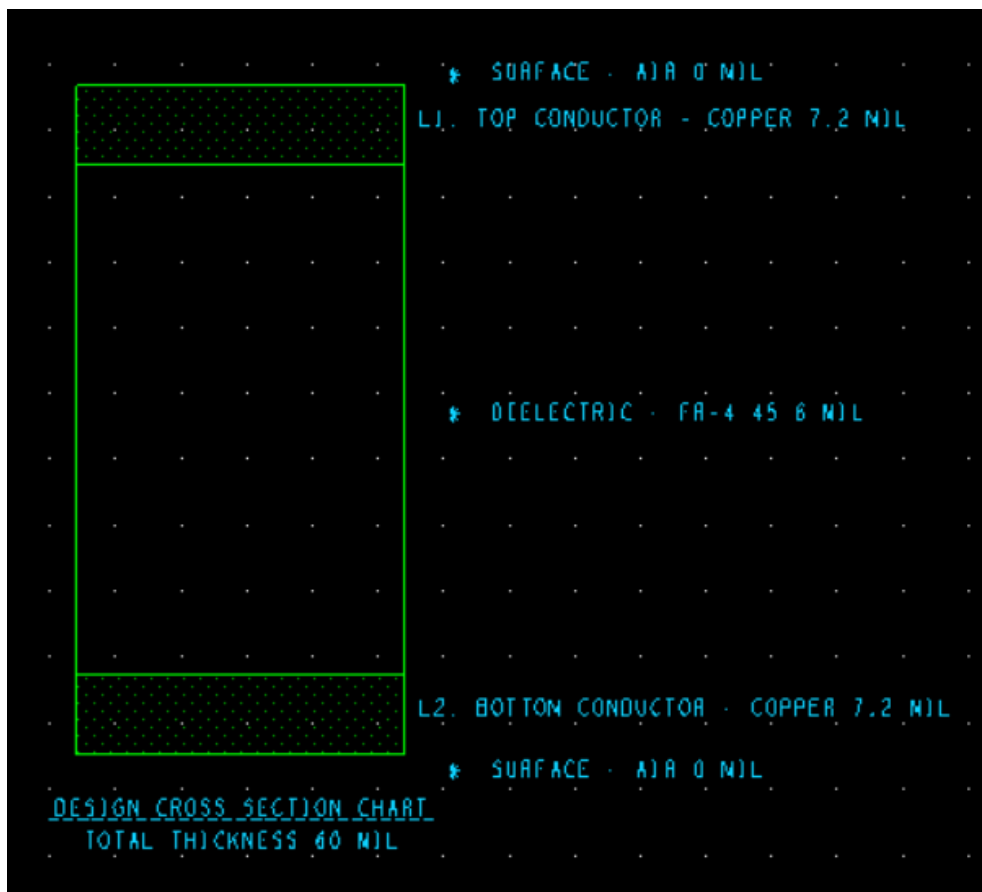 * SURFACE - AIR 0 MIL
L1. TOP CONDUCTOR - COPPER 7.2 MIL
* DIELECTRIC - FR-4 45.6 MIL
L2. BOTTOM CONDUCTOR - COPPER 7.2 MIL
* SURFACE - AIR 0 MIL
DESIGN CROSS SECTION CHART
TOTAL THICKNESS 60 MIL